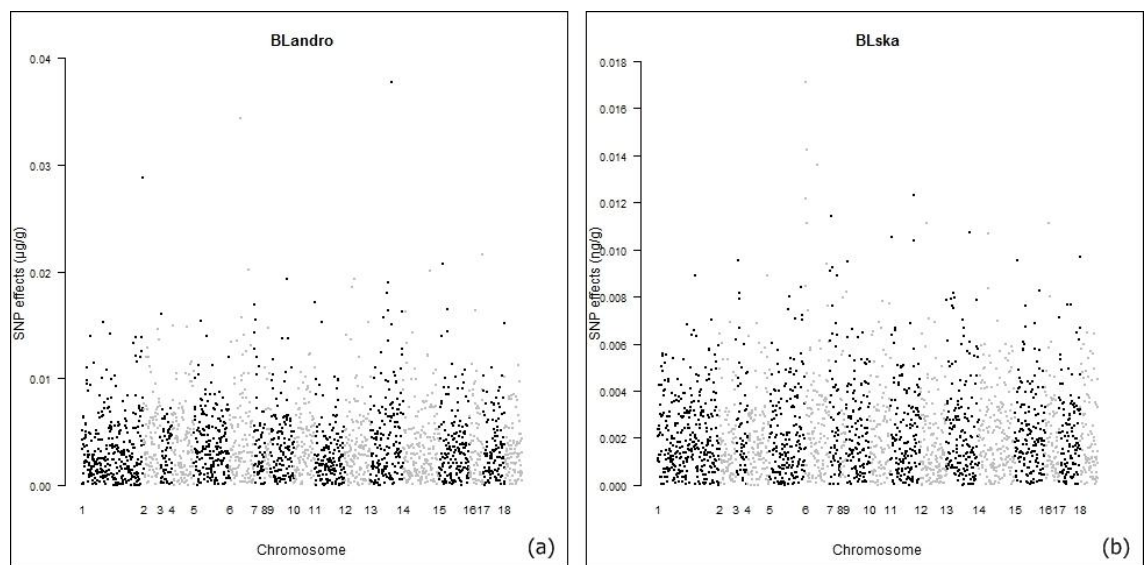 BLandro
0.04
0.03
0.02
0.01
0.00
SNP effects (µg/g)
1 2 3 4 5 6 7 8 9 10 11 12 13 14 15 16 17 18
Chromosome
(a)
BLska
0.018
0.016
0.014
0.012
0.010
0.008
0.006
0.004
0.002
0.000
SNP effects (ng/g)
1 2 3 4 5 6 7 8 9 10 11 12 13 14 15 16 17 18
Chromosome
(b)